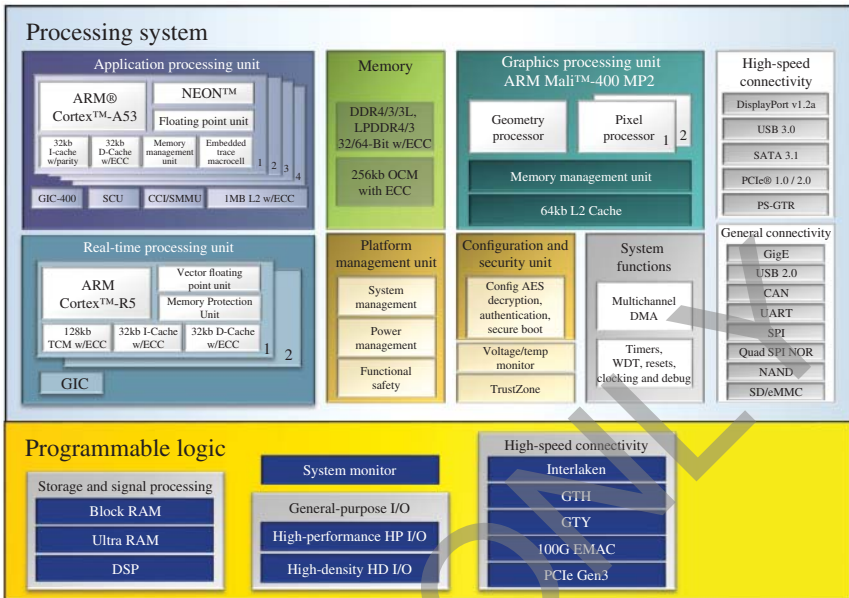 Processing system
Application processing unit
ARM®
Cortex™-A53
NEON™
Floating point unit
32kb
I-cache
w/parity
32kb
D-Cache
w/ECC
Memory
management
unit
Embedded
trace
macrocell
1
2
3
4
GIC-400
SCU
CCI/SMMU
1MB L2 w/ECC
Memory
DDR4/3/3L,
LPDDR4/3
32/64-Bit w/ECC
256kb OCM
with ECC
Graphics processing unit
ARM Mali™-400 MP2
Geometry
processor
Pixel
processor
1
2
Memory management unit
64kb L2 Cache
High-speed
connectivity
DisplayPort v1.2a
USB 3.0
SATA 3.1
PCIe® 1.0 / 2.0
PS-GTR
Real-time processing unit
ARM
Cortex™-R5
Vector floating
point unit
Memory Protection
Unit
128kb
TCM w/ECC
32kb I-Cache
w/ECC
32kb D-Cache
w/ECC
1
2
GIC
Platform
management unit
System
management
Power
management
Functional
safety
Configuration and
security unit
Config AES
decryption,
authentication,
secure boot
Voltage/temp
monitor
TrustZone
System
functions
Multichannel
DMA
Timers,
WDT, resets,
clocking and debug
General connectivity
GigE
USB 2.0
CAN
UART
SPI
Quad SPI NOR
NAND
SD/eMMC
Programmable logic
Storage and signal processing
Block RAM
Ultra RAM
DSP
System monitor
General-purpose I/O
High-performance HP I/O
High-density HD I/O
High-speed connectivity
Interlaken
GTH
GTY
100G EMAC
PCIe Gen3
ONLY